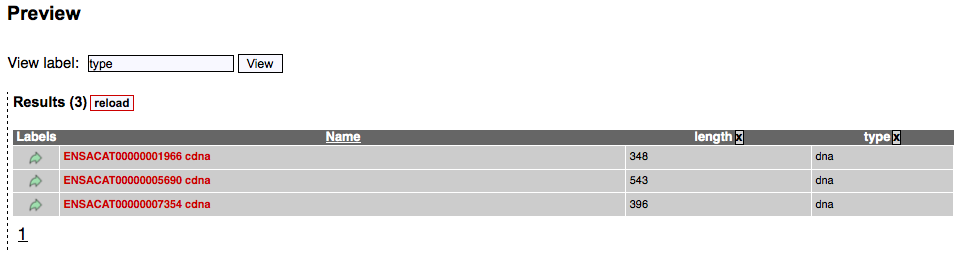 Preview
View label: type View
Results (3) reload
Labels Name length x type x
ENSACAT00000001966 cdna 348 dna
ENSACAT00000005690 cdna 543 dna
ENSACAT00000007354 cdna 396 dna
1